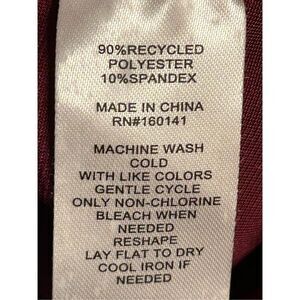 90%RECYCLED
POLYESTER
10%SPANDEX
MADE IN CHINA
RN#160141
MACHINE WASH
COLD
WITH LIKE COLORS
GENTLE CYCLE
ONLY NON-CHLORINE
BLEACH WHEN
NEEDED
RESHAPE
LAY FLAT TO DRY
COOL IRON IF
NEEDED